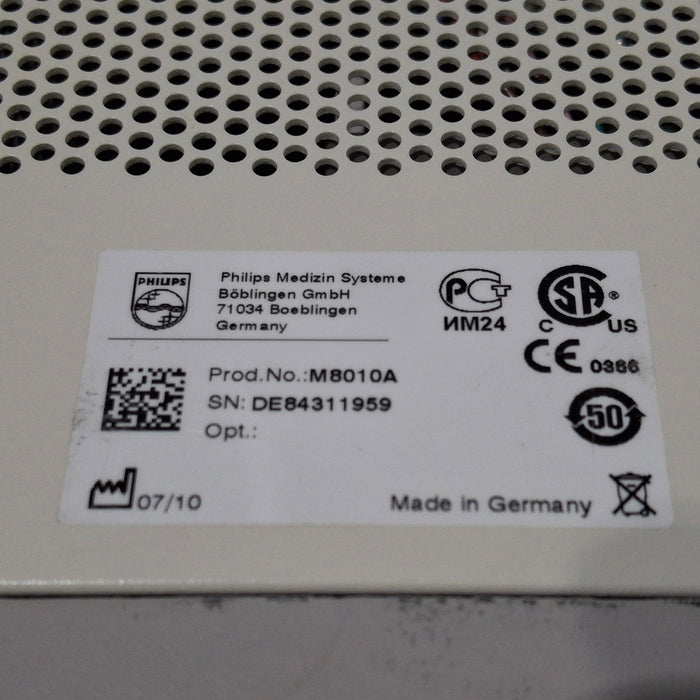 PHILIPS
Philips Medizin Systeme
Böblingen GmbH
71034 Boeblingen
Germany
РСТ
ИМ24
SA®
C US
CE 0366
Prod.No.:M8010A
SN: DE84311959
Opt.:
50
07/10
Made in Germany